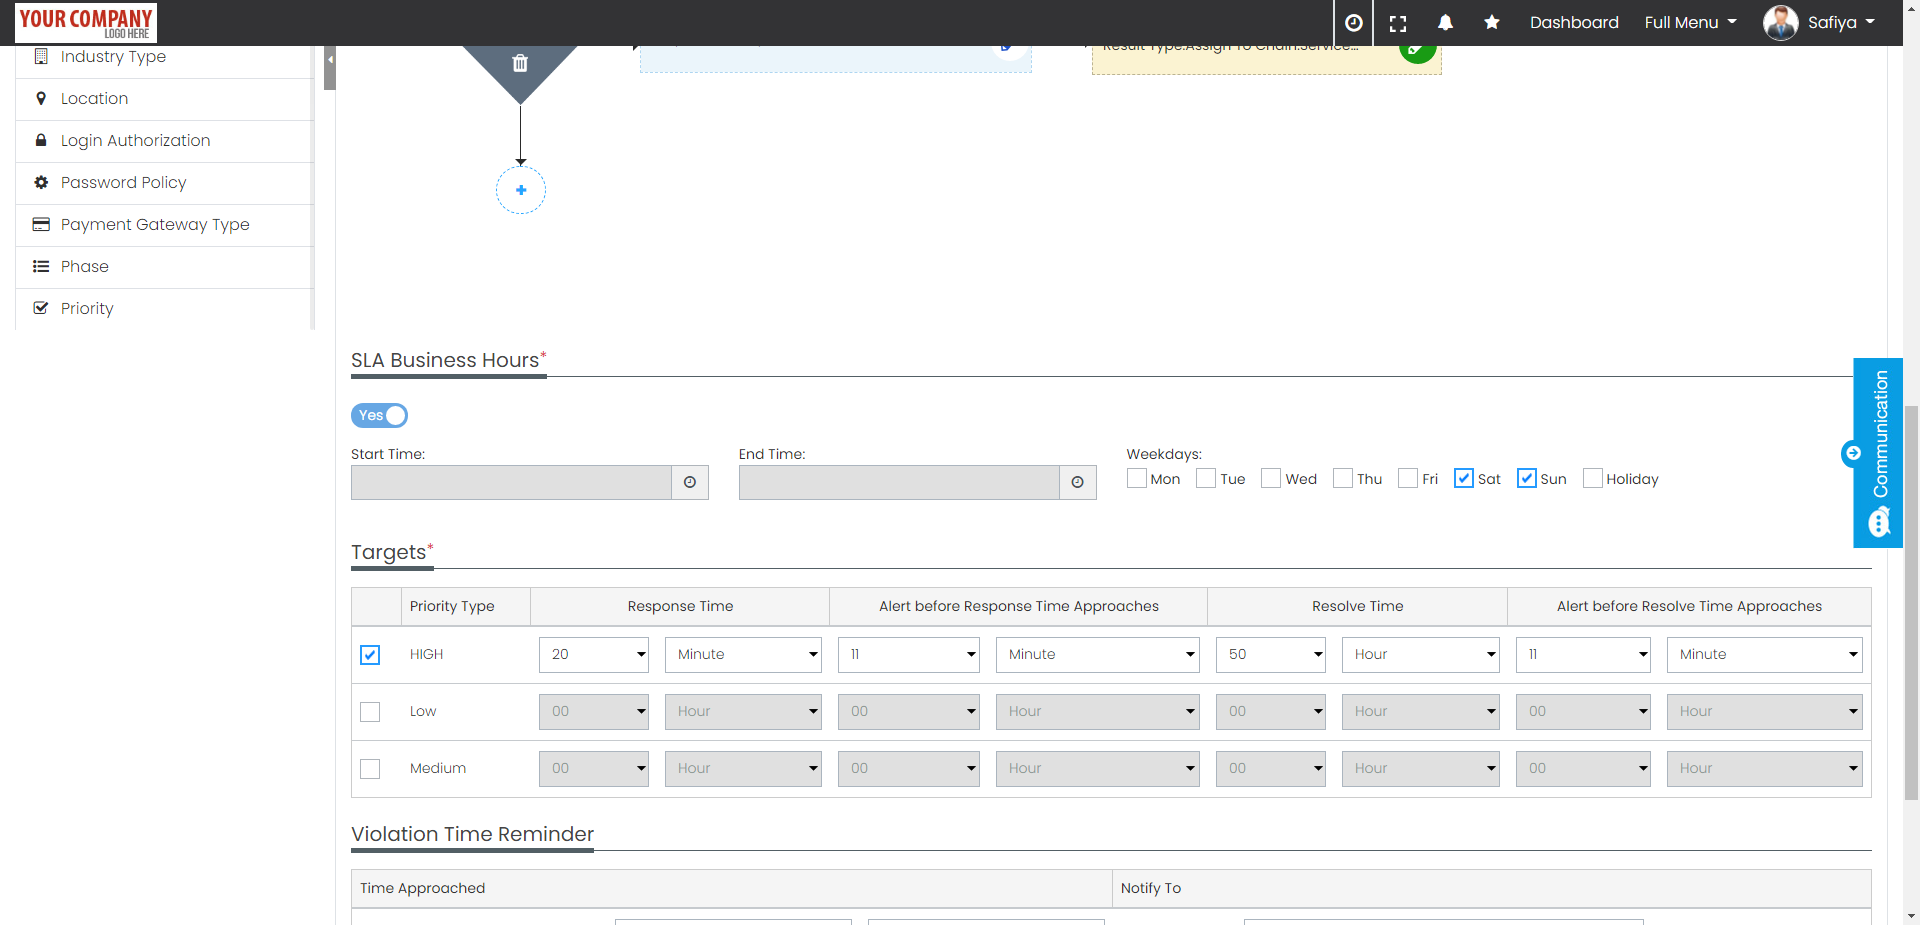 YOUR COMPANY
LOGO HERE
Dashboard
Full Menu
Safiya
Industry Type
Location
Login Authorization
Password Policy
Payment Gateway Type
Phase
Priority
Result Type:Assign To Chain:Service...
SLA Business Hours*
Yes
Start Time:
End Time:
Weekdays:
Mon Tue Wed Thu Fri Sat Sun Holiday
Communication
Targets*
Priority Type Response Time Alert before Response Time Approaches Resolve Time Alert before Resolve Time Approaches
HIGH 20 Minute 11 Minute 50 Hour 11 Minute
Low 00 Hour 00 Hour 00 Hour 00 Hour
Medium 00 Hour 00 Hour 00 Hour 00 Hour
Violation Time Reminder
Time Approached Notify To